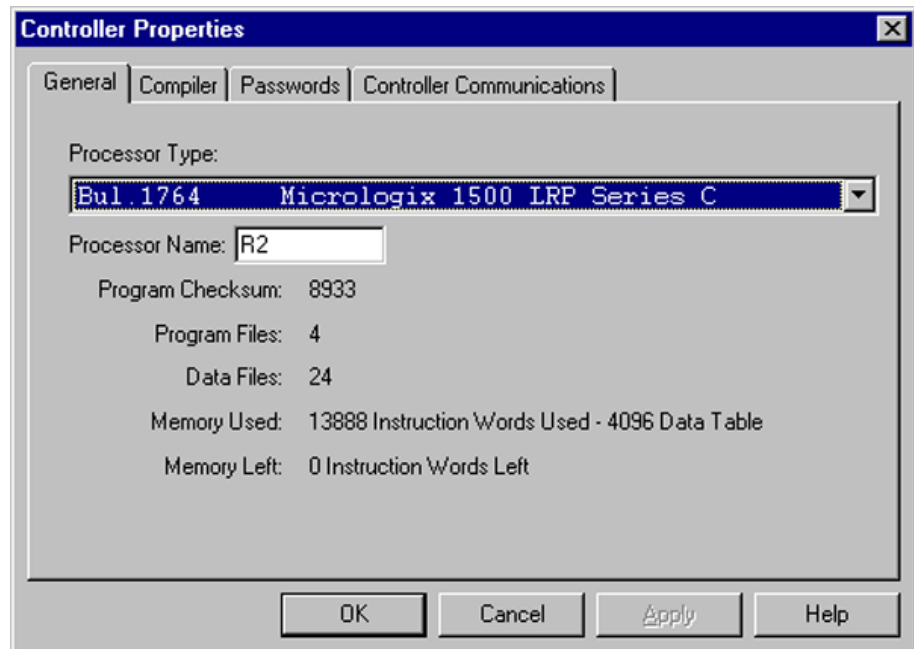 Controller Properties
General Compiler Passwords Controller Communications
Processor Type:
Bul.1764 Micrologix 1500 LRP Series C
Processor Name: R2
Program Checksum: 8933
Program Files: 4
Data Files: 24
Memory Used: 13888 Instruction Words Used - 4096 Data Table
Memory Left: 0 Instruction Words Left
OK Cancel Apply Help